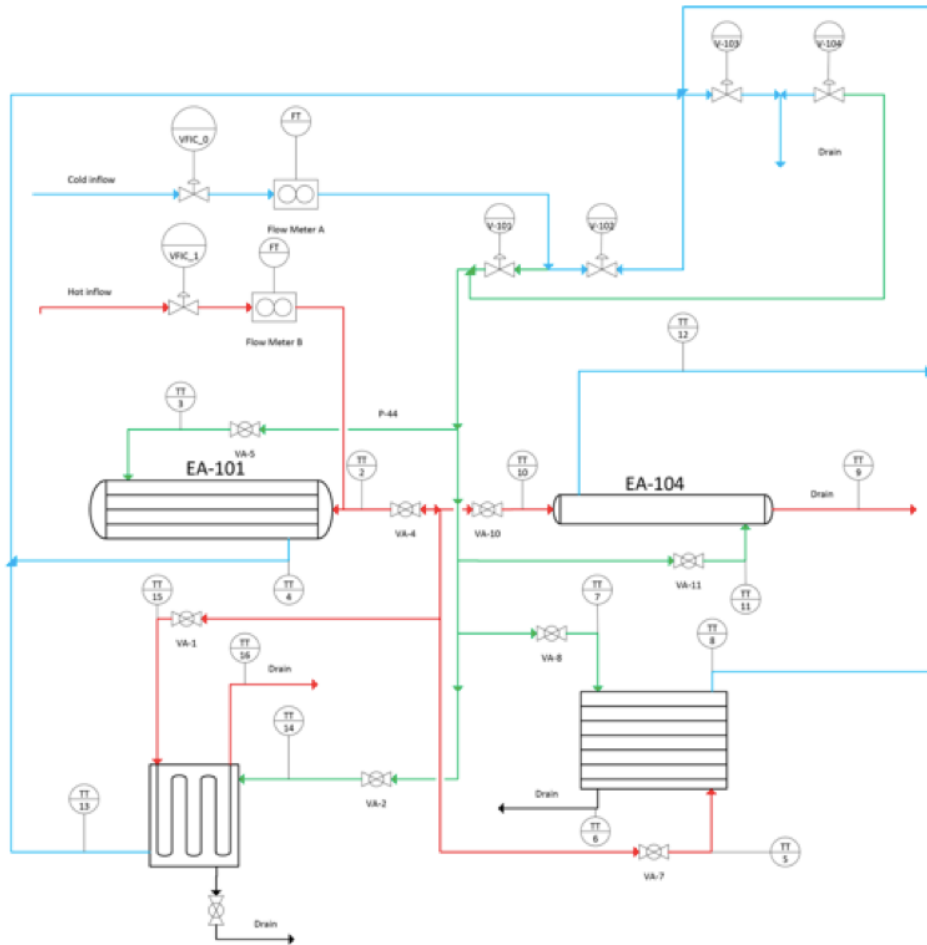 V-103
V-104
VFIC_0
FT
Cold inflow
Drain
Flow Meter A
VFIC_1
FT
V-101
V-102
Hot inflow
Flow Meter B
TT
12
TT
3
P-44
VA-5
EA-101
TT
2
TT
10
EA-104
TT
9
Drain
VA-4
VA-10
VA-11
TT
4
TT
15
TT
7
TT
11
VA-1
TT
16
VA-8
TT
8
Drain
TT
14
TT
13
VA-2
Drain
TT
6
TT
5
VA-7
Drain